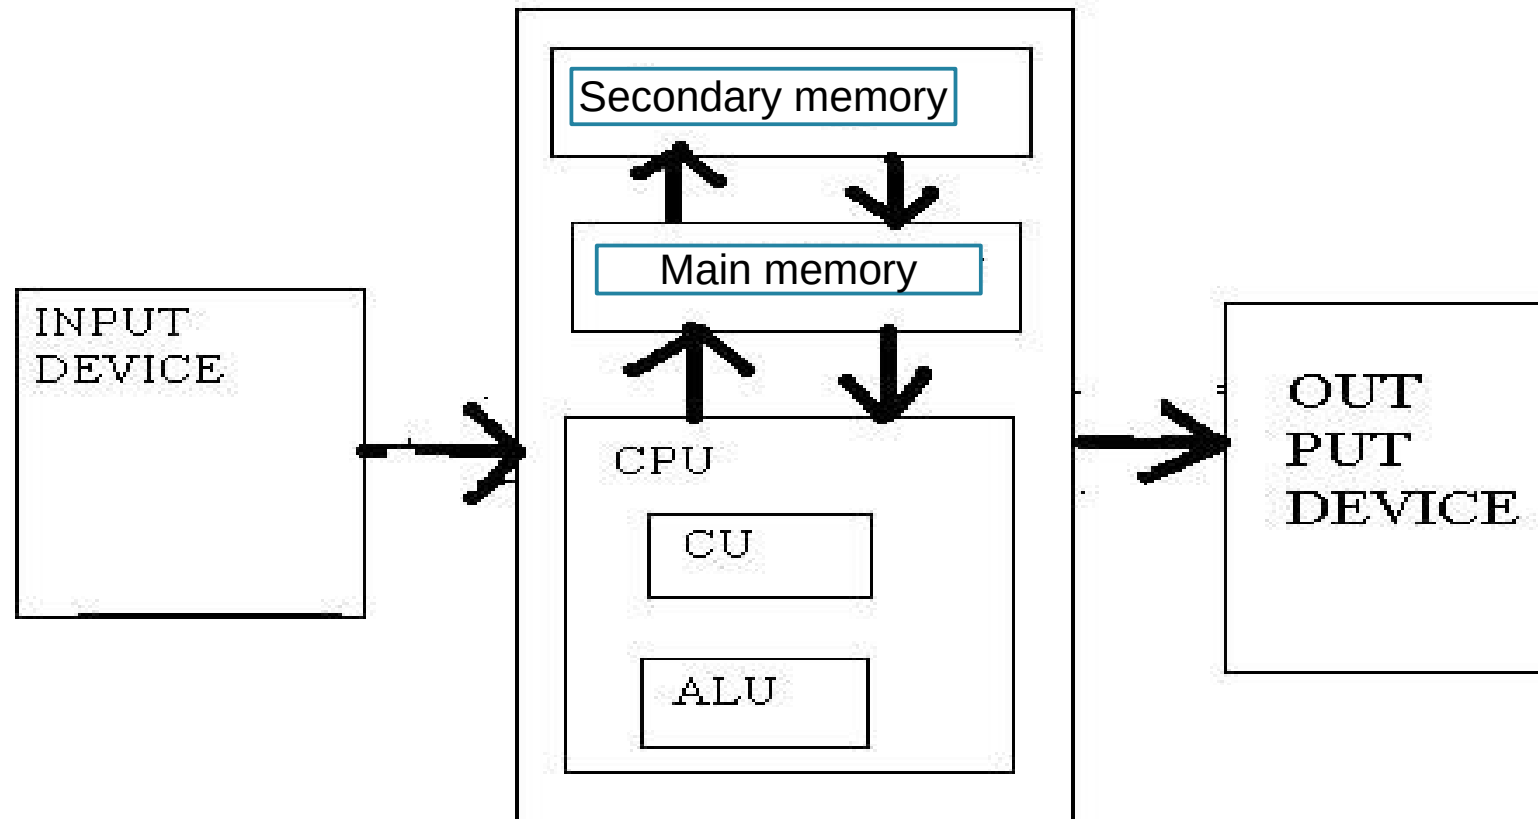 Secondary memory
Main memory
INPUT
DEVICE
CPU
CU
ALU
OUT
PUT
DEVICE